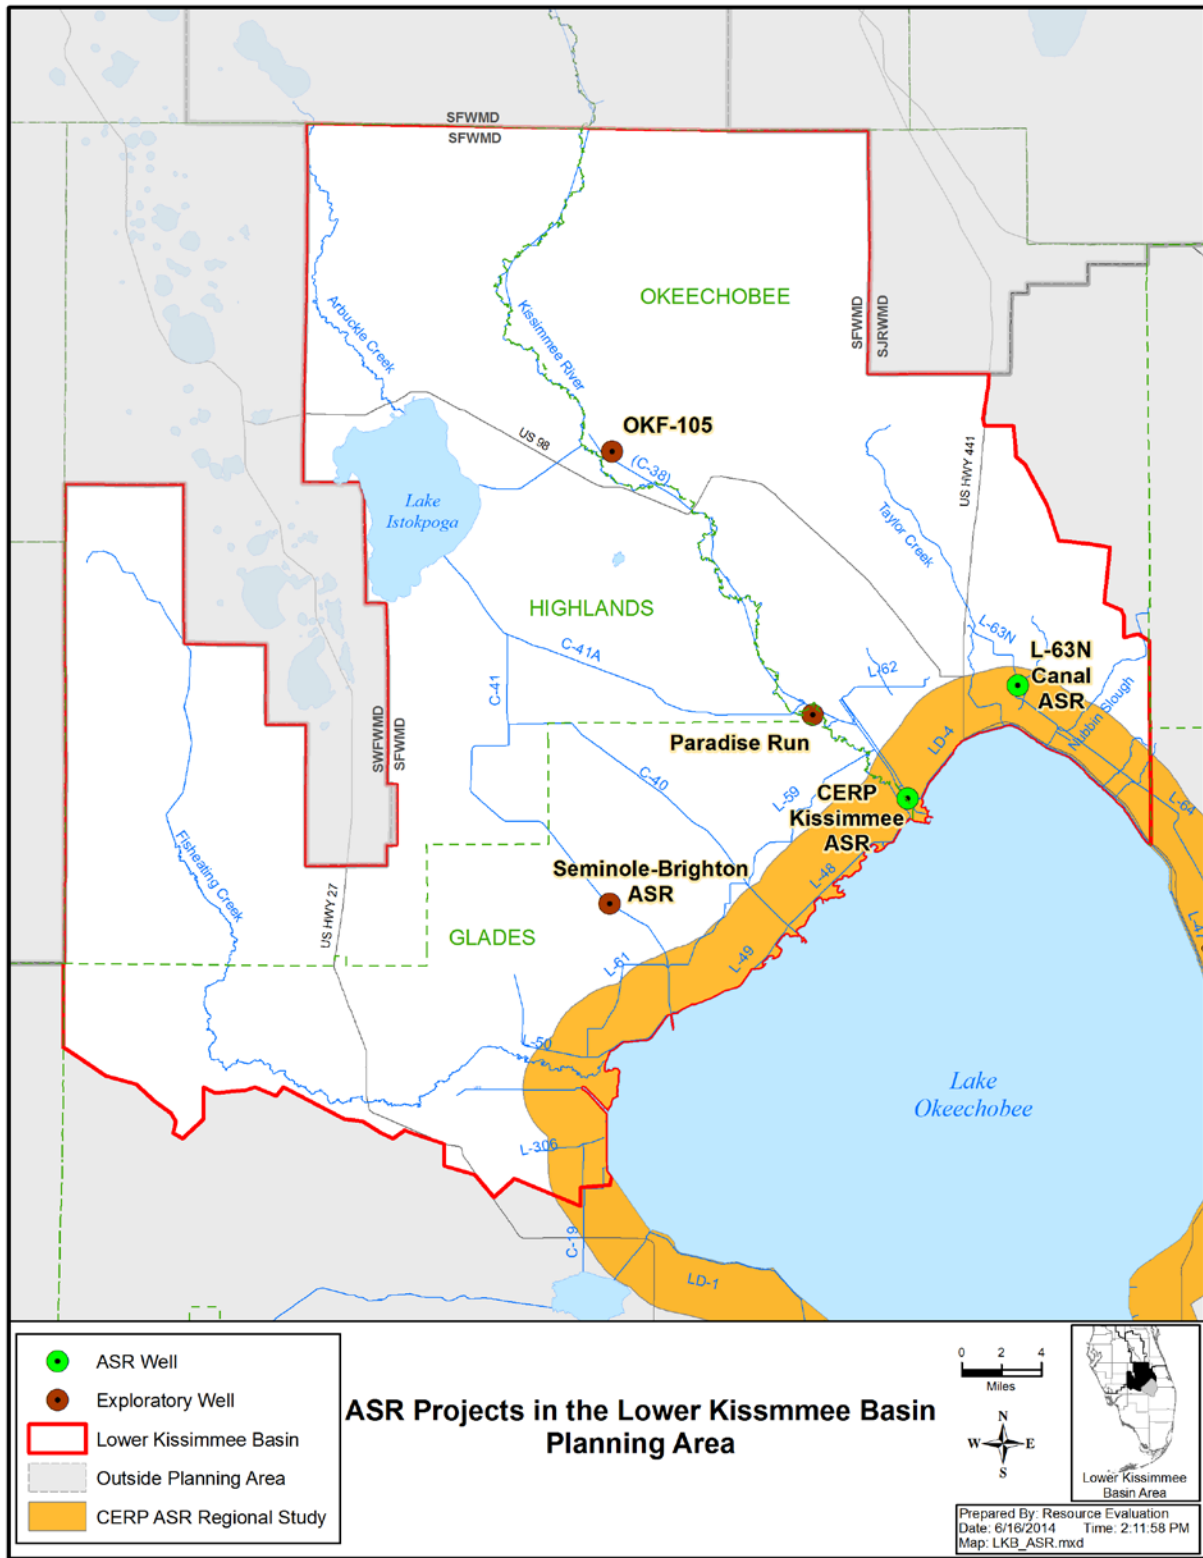 SFWMD
SFWMD
OKEECHOBEE
SFWMD
SJRWMD
Arbuckle Creek
Kissimmee River
OKF-105
US 98
(C-38)
US HWY 441
Lake
Istokpoga
Taylor Creek
HIGHLANDS
L-63N
C-41A
L-63N
Canal
ASR
L-62
C-41
Nubbin Slough
SWFWMD
SFWMD
Paradise Run
LD-4
C-40
L-59
CERP
Kissimmee
ASR
L-64
Seminole-Brighton
ASR
L-48
Fisheating Creek
US HWY 27
GLADES
L-47
L-49
L-61
L-50
Lake
Okeechobee
L-306
C-19
LD-1
ASR Well
Exploratory Well
Lower Kissimmee Basin
Outside Planning Area
CERP ASR Regional Study
ASR Projects in the Lower Kissmmee Basin
Planning Area
0 2 4
Miles
N
W E
S
Lower Kissimmee
Basin Area
Prepared By: Resource Evaluation
Date: 6/16/2014 Time: 2:11:58 PM
Map: LKB_ASR.mxd